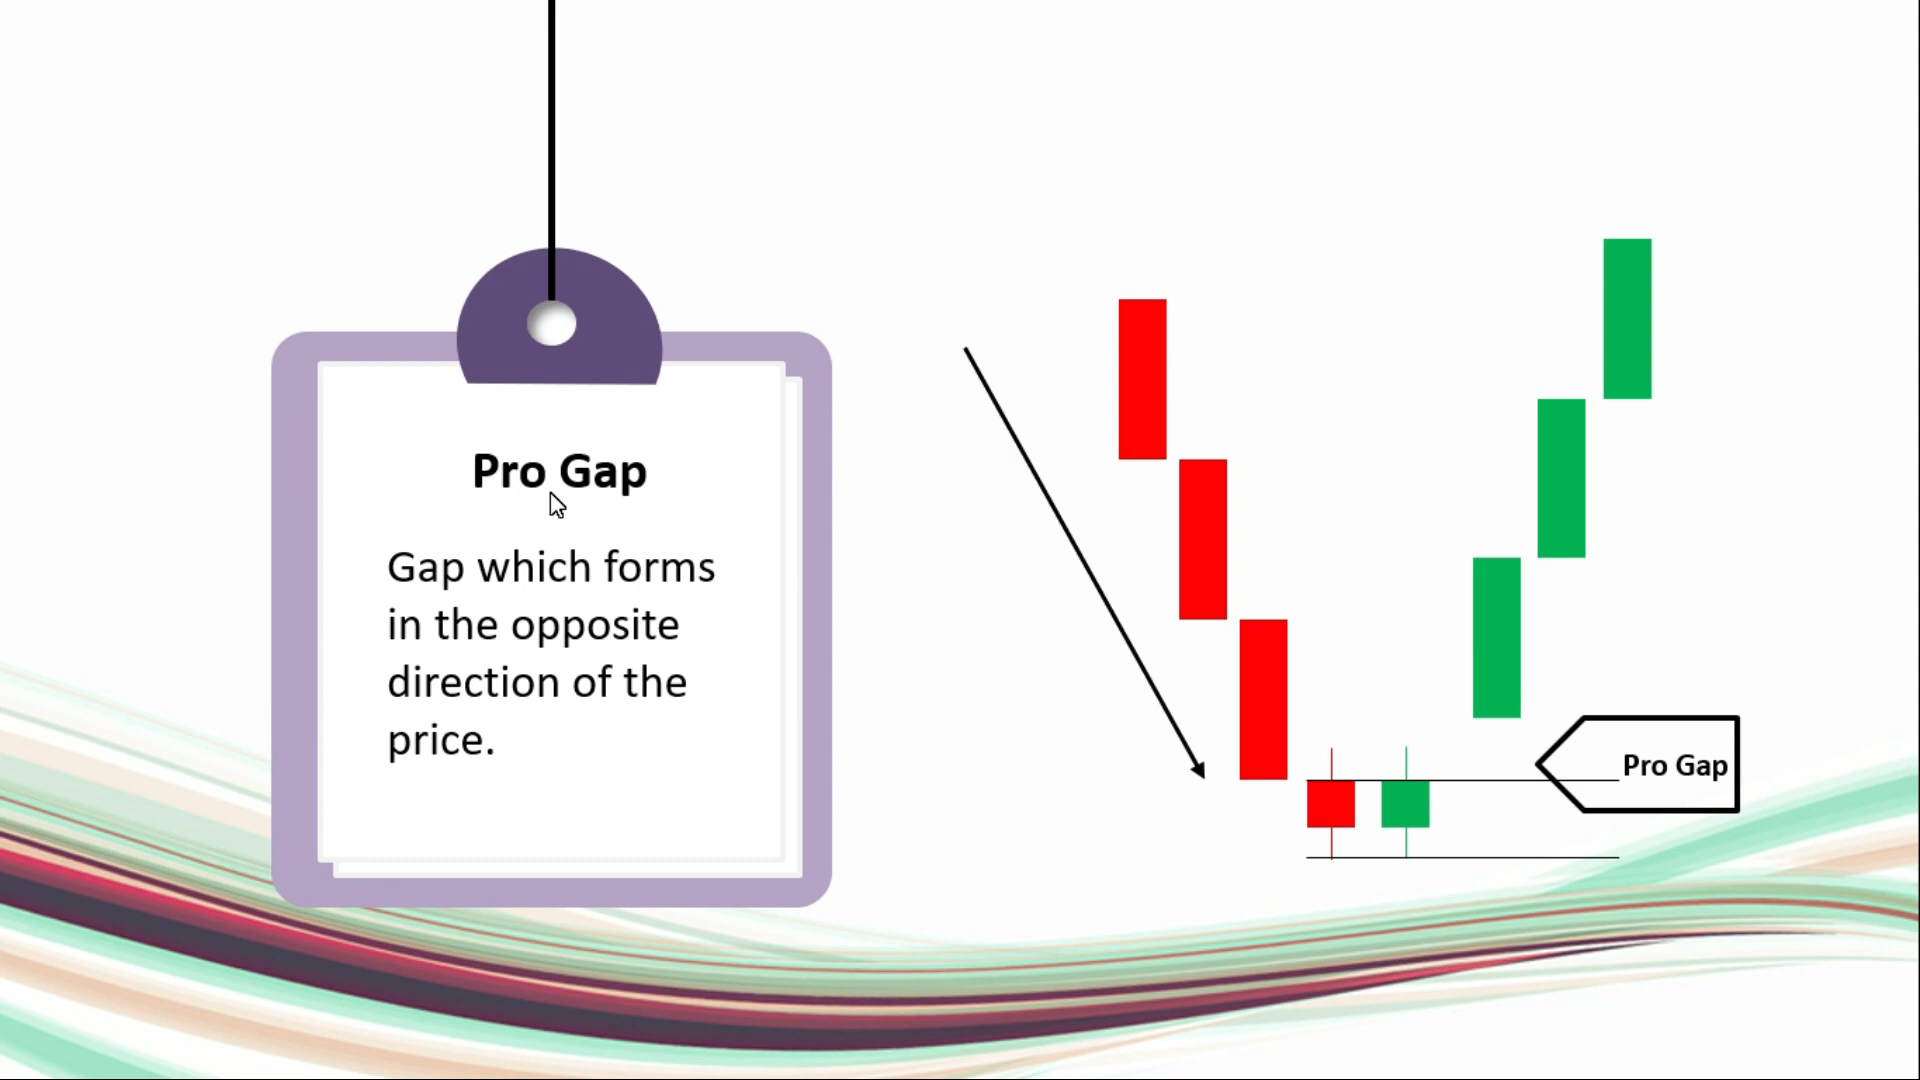 Pro Gap
Gap which forms
in the opposite
direction of the
price.
Pro Gap